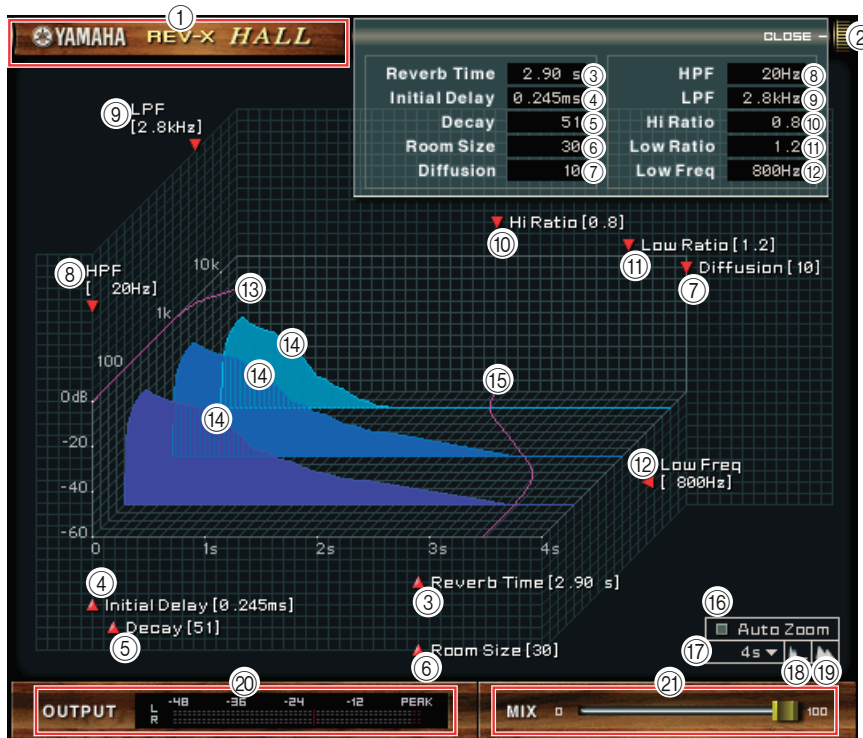 ①
YAMAHA REV-X HALL
CLOSE -
②
Reverb Time 2.90 s ③
Initial Delay 0.245ms ④
Decay 51 ⑤
Room Size 30 ⑥
Diffusion 10 ⑦
HPF 20Hz ⑧
LPF 2.8kHz ⑨
Hi Ratio 0.8 ⑩
Low Ratio 1.2 ⑪
Low Freq 800Hz ⑫
⑨ LPF
[2.8kHz]
Hi Ratio [0.8]
⑩
Low Ratio [1.2]
⑪
Diffusion [10]
⑦
⑧ HPF
[ 20Hz]
10k
1k
100
⑬
⑭
⑭
⑭
⑮
0dB
-20
-40
-60
0 1s 2s 3s 4s
⑫ Low Freq
[ 800Hz]
④
Initial Delay [0.245ms]
Decay [51]
⑤
Reverb Time [2.90 s]
③
Room Size [30]
⑥
⑯
Auto Zoom
⑰ 4s
⑱ ⑲
⑳
OUTPUT L R -48 -36 -24 -12 PEAK
㉑
MIX 0 100